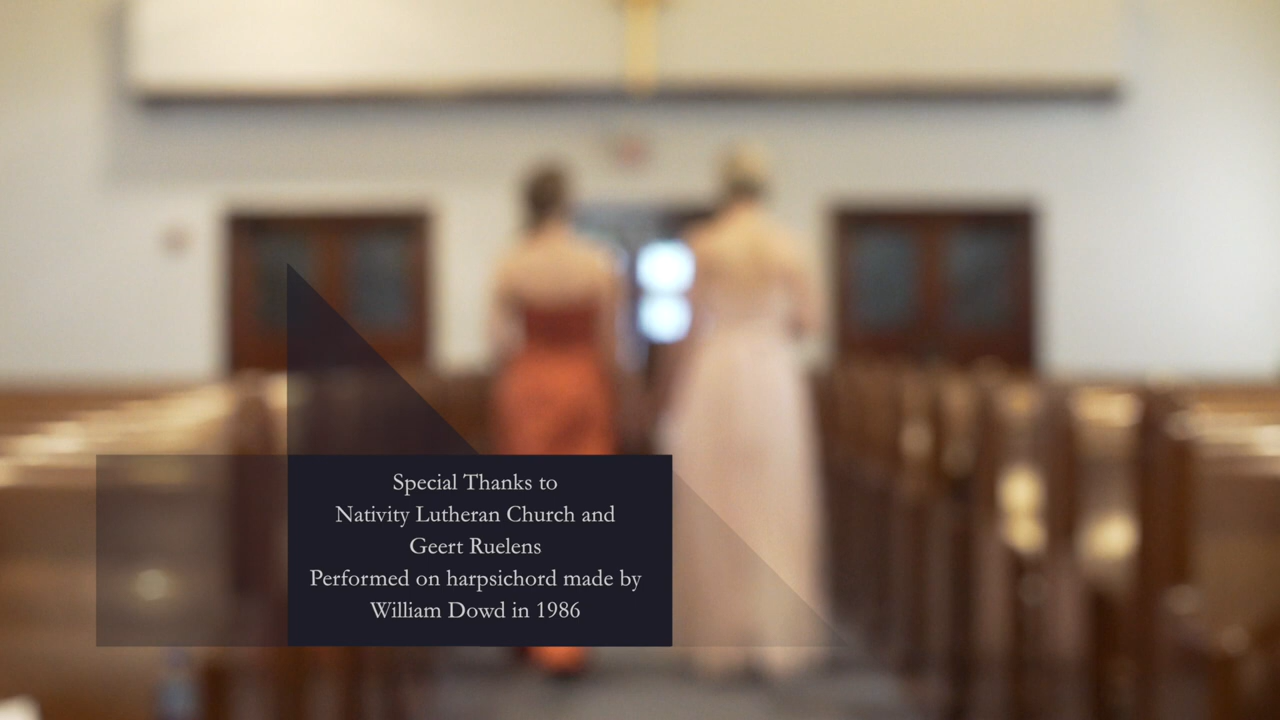 Special Thanks to
Nativity Lutheran Church and
Geert Ruelens
Performed on harpsichord made by
William Dowd in 1986